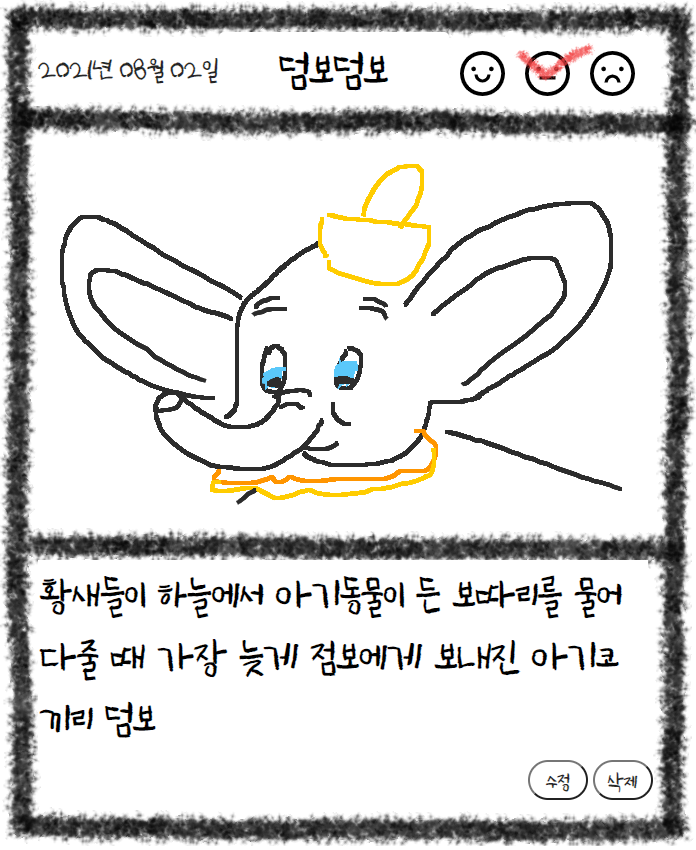 2021년 08월 02일 덤보덤보
황새들이 하늘에서 아기동물이 든 보따리를 물어
다줄 때 가장 늦게 점보에게 보내진 아기코
끼리 덤보
수정 삭제